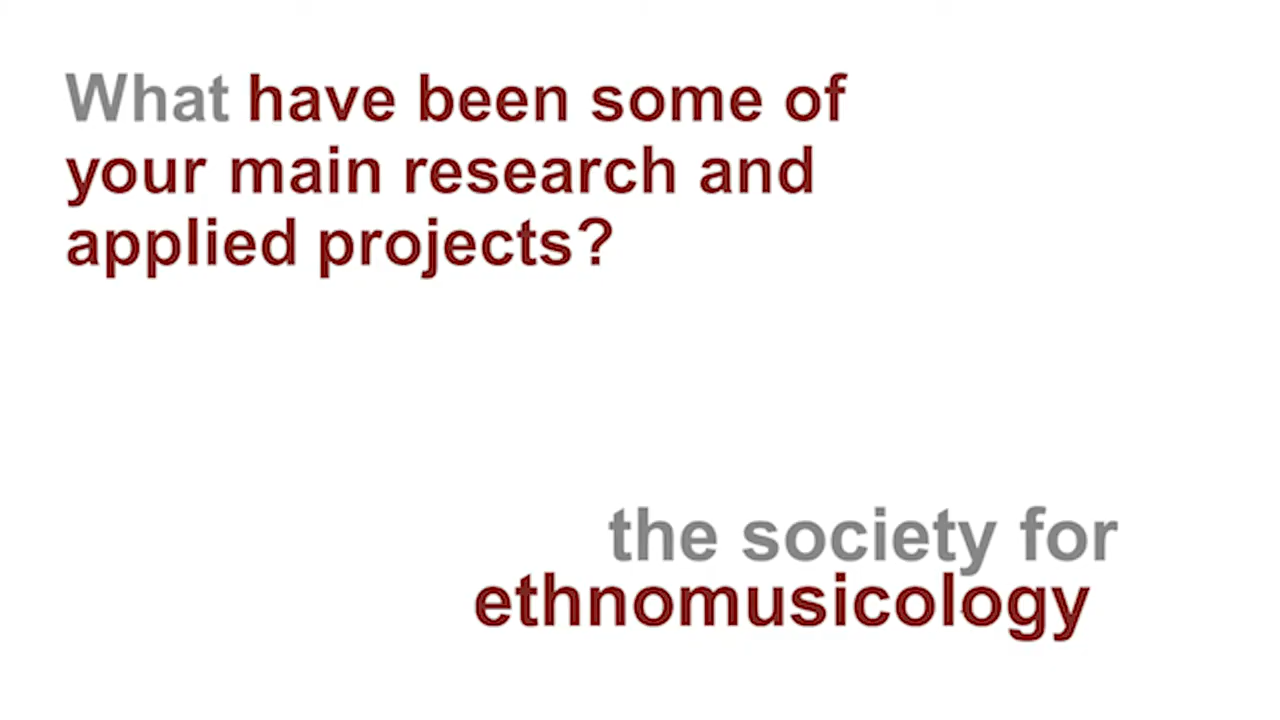 What have been some of
your main research and
applied projects?
the society for
ethnomusicology